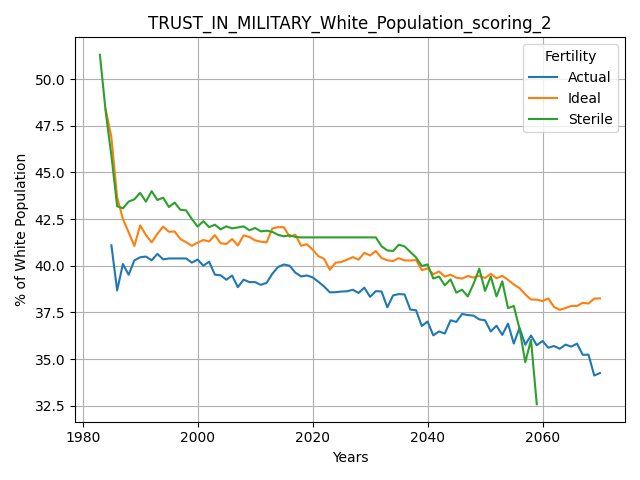 TRUST_IN_MILITARY_White_Population_scoring_2
% of White Population
50.0
47.5
45.0
42.5
40.0
37.5
35.0
32.5
Fertility
Actual
Ideal
Sterile
1980
2000
2020
2040
2060
Years